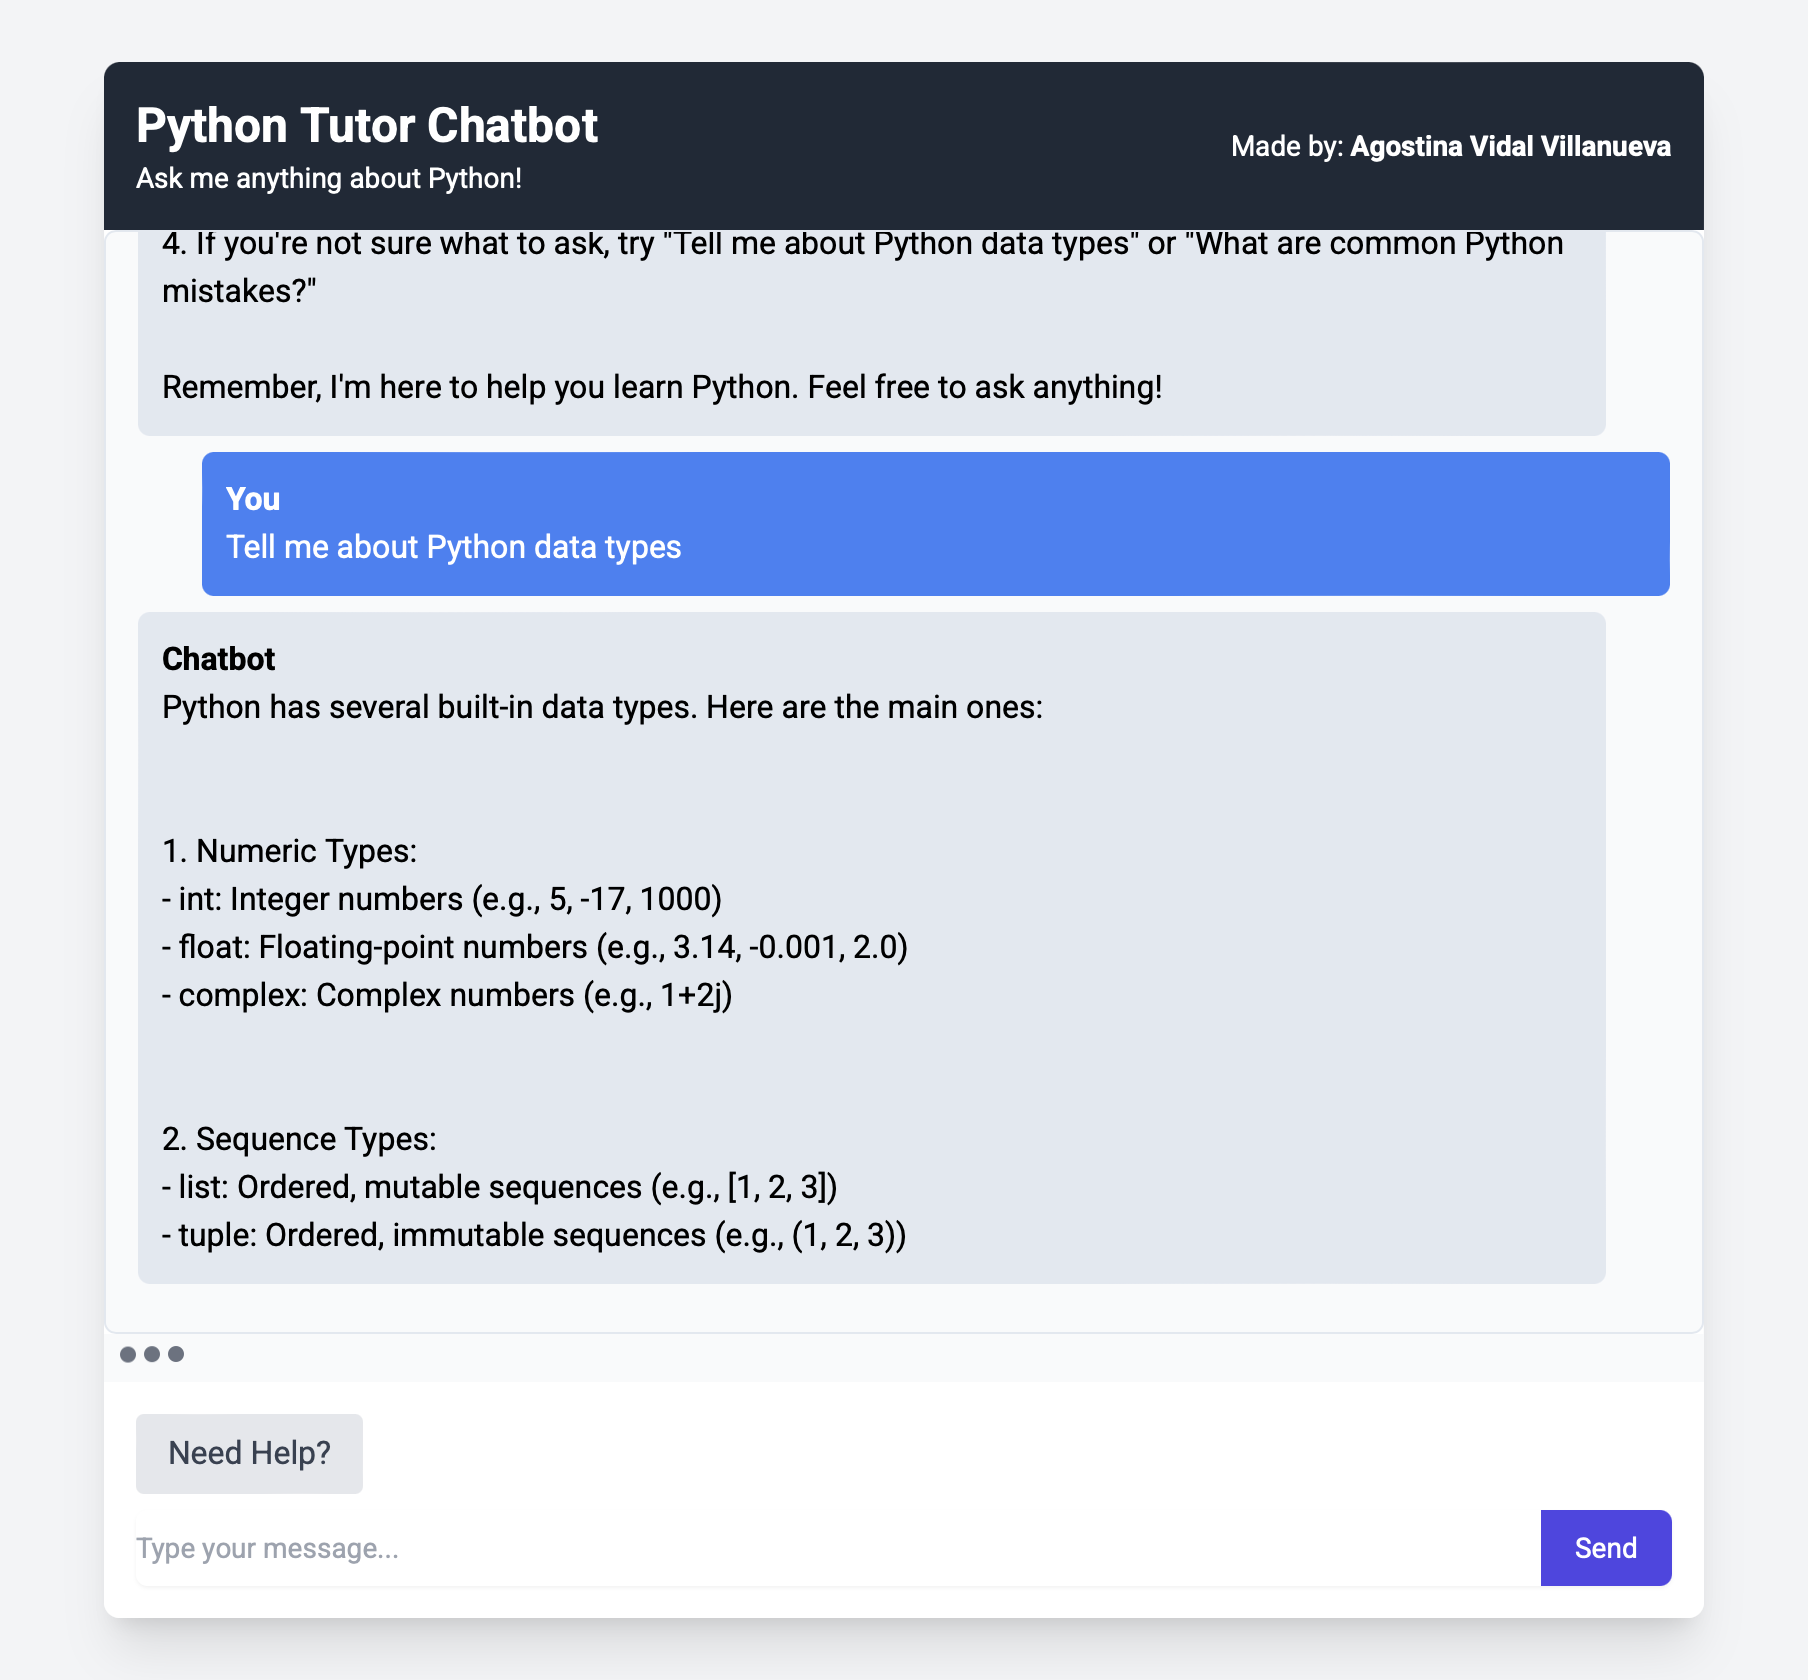 Python Tutor Chatbot
Ask me anything about Python!
Made by: Agostina Vidal Villanueva
4. If you're not sure what to ask, try "Tell me about Python data types" or "What are common Python
mistakes?"
Remember, I'm here to help you learn Python. Feel free to ask anything!
You
Tell me about Python data types
Chatbot
Python has several built-in data types. Here are the main ones:
1. Numeric Types:
- int: Integer numbers (e.g., 5, -17, 1000)
- float: Floating-point numbers (e.g., 3.14, -0.001, 2.0)
- complex: Complex numbers (e.g., 1+2j)
2. Sequence Types:
- list: Ordered, mutable sequences (e.g., [1, 2, 3])
- tuple: Ordered, immutable sequences (e.g., (1, 2, 3))
Need Help?
Type your message...
Send